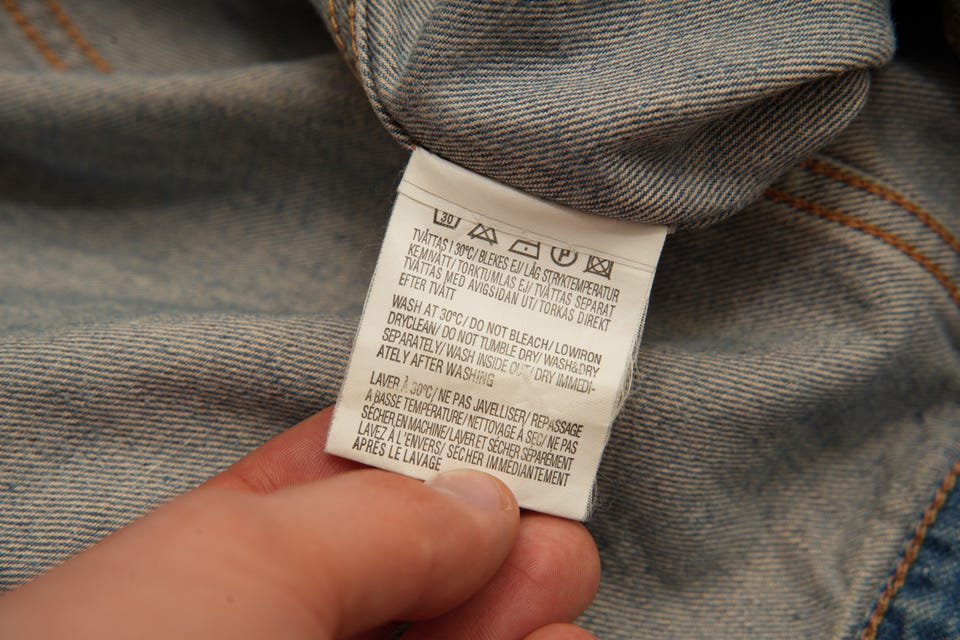 30 P
TVÄTTAS I 30°C/ BLEKES EJ/ LÅG STRYKTEMPERATUR
KEMTVÄTT/ TORKTUMLAS EJ/ TVÄTTAS SEPARAT
TVÄTTAS MED AVIGSIDAN UT/ TORKAS DIREKT
EFTER TVÄTT
WASH AT 30°C/ DO NOT BLEACH/ LOWIRON
DRYCLEAN/ DO NOT TUMBLE DRY/ WASH&DRY
SEPARATELY/ WASH INSIDE OUT/ DRY IMMEDI-
ATELY AFTER WASHING
LAVER À 30°C/ NE PAS JAVELLISER/ REPASSAGE
À BASSE TEMPÉRATURE/ NETTOYAGE À SEC/ NE PAS
SÉCHER EN MACHINE/ LAVER ET SÉCHER SÉPARÉMENT
LAVEZ À L'ENVERS/ SÉCHER IMMÉDIANTEMENT
APRÈS LE LAVAGE